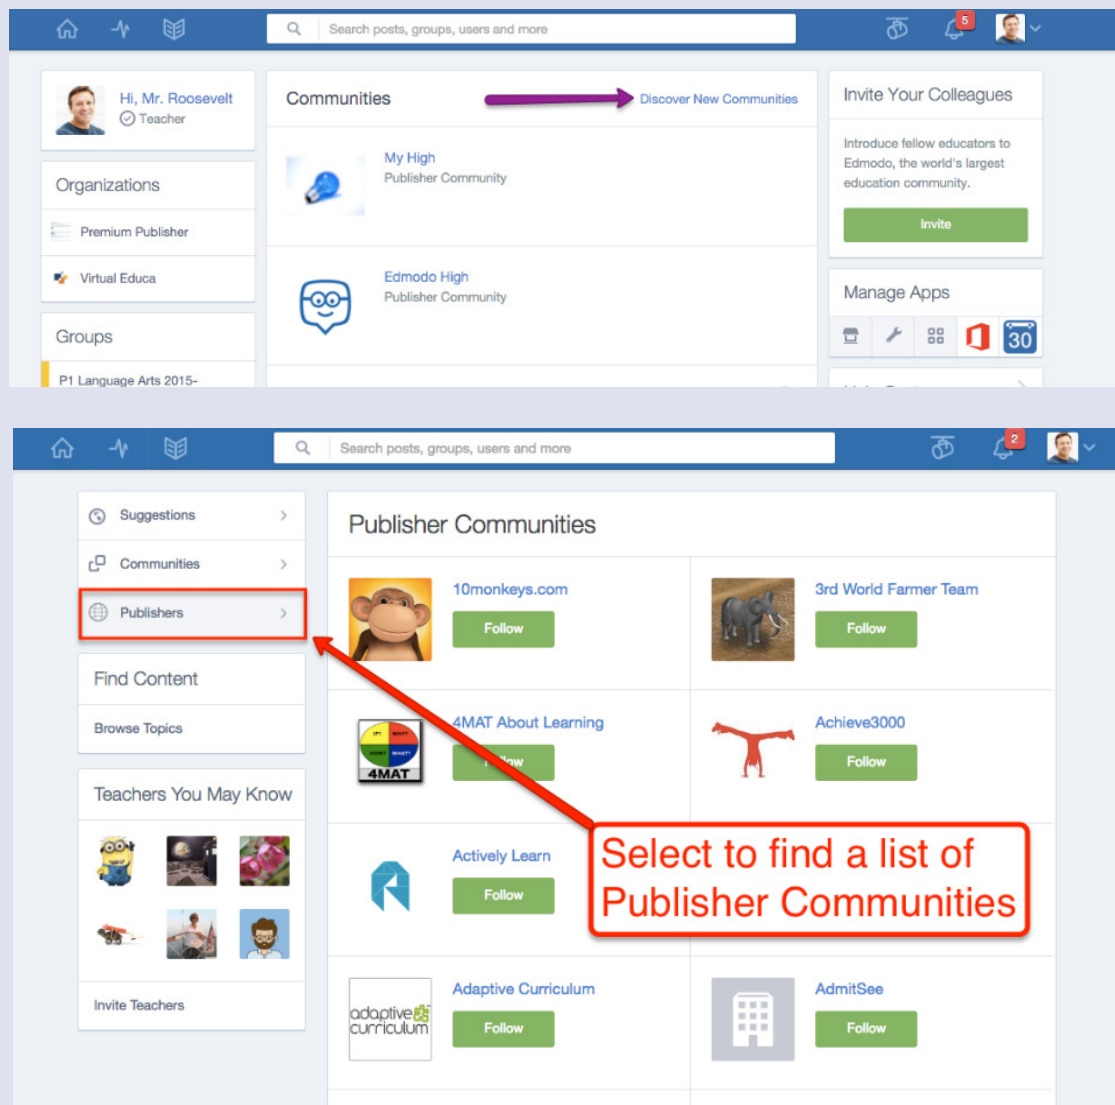 Search posts, groups, users and more
5
Hi, Mr. Roosevelt
Teacher
Organizations
Premium Publisher
Virtual Educa
Groups
P1 Language Arts 2015-
Communities
Discover New Communities
My High
Publisher Community
Edmodo High
Publisher Community
Invite Your Colleagues
Introduce fellow educators to
Edmodo, the world's largest
education community.
Invite
Manage Apps
30
Search posts, groups, users and more
2
Suggestions
Communities
Publishers
Find Content
Browse Topics
Teachers You May Know
Invite Teachers
Publisher Communities
10monkeys.com
Follow
3rd World Farmer Team
Follow
4MAT About Learning
Follow
4MAT
Achieve3000
Follow
Actively Learn
Follow
Select to find a list of
Publisher Communities
Adaptive Curriculum
Follow
adaptive
curriculum
AdmitSee
Follow